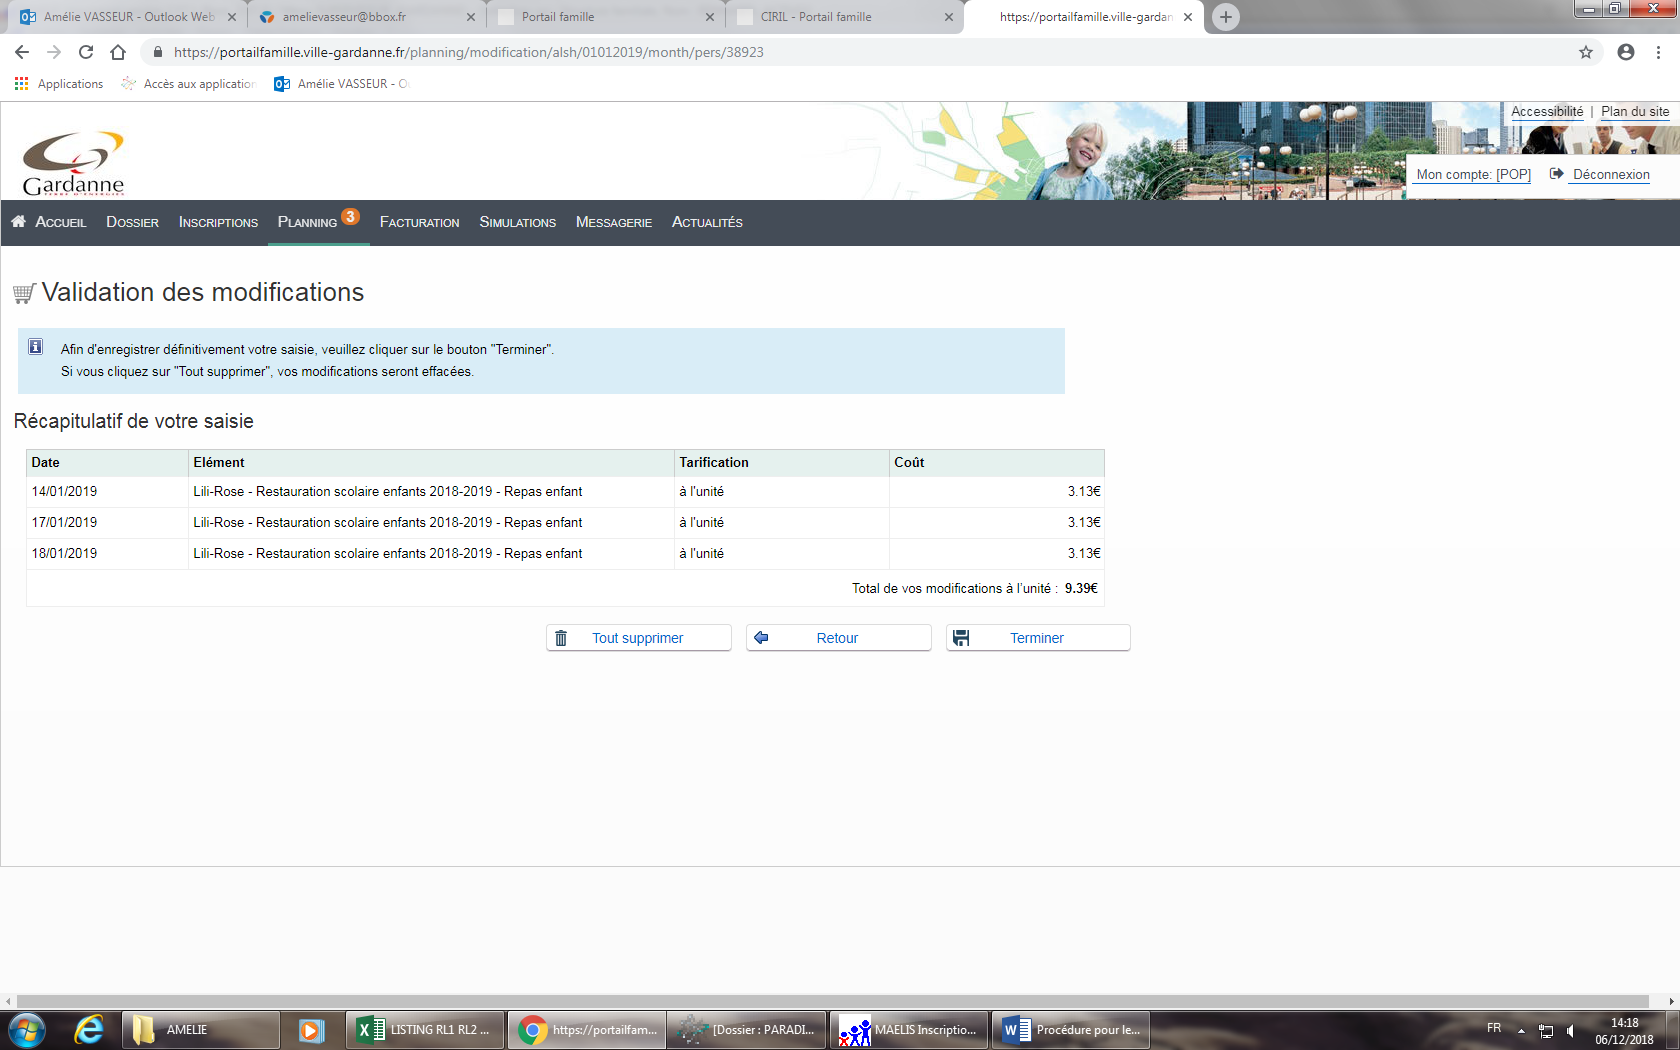 Amélie VASSEUR - Outlook Web
amelievasseur@bbox.fr
Portail famille
CIRIL - Portail famille
https://portailfamille.ville-gardan
https://portailfamille.ville-gardanne.fr/planning/modification/alsh/01012019/month/pers/38923
Applications
Accès aux application
Amélie VASSEUR - O
Accessibilité | Plan du site
Gardanne
TERRE D'ÉNERGIES
Mon compte: [POP]
Déconnexion
ACCUEIL
DOSSIER
INSCRIPTIONS
PLANNING 3
FACTURATION
SIMULATIONS
MESSAGERIE
ACTUALITÉS
Validation des modifications
Afin d'enregistrer définitivement votre saisie, veuillez cliquer sur le bouton "Terminer".
Si vous cliquez sur "Tout supprimer", vos modifications seront effacées.
Récapitulatif de votre saisie
Date Elément Tarification Coût
14/01/2019 Lili-Rose - Restauration scolaire enfants 2018-2019 - Repas enfant à l'unité 3.13€
17/01/2019 Lili-Rose - Restauration scolaire enfants 2018-2019 - Repas enfant à l'unité 3.13€
18/01/2019 Lili-Rose - Restauration scolaire enfants 2018-2019 - Repas enfant à l'unité 3.13€
Total de vos modifications à l'unité : 9.39€
Tout supprimer
Retour
Terminer
AMELIE
LISTING RL1 RL2 ...
https://portailfam...
[Dossier : PARADI...
MAELIS Inscriptio...
Procédure pour le...
FR
14:18
06/12/2018